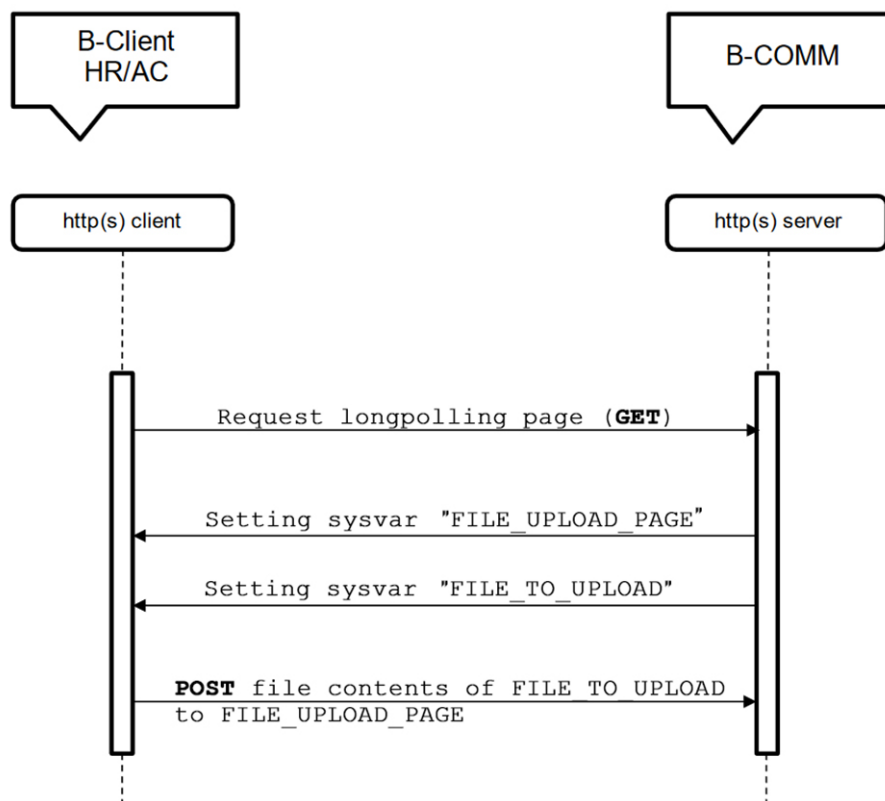 B-Client
HR/AC
B-COMM
http(s) client
http(s) server
Request longpolling page (GET)
Setting sysvar "FILE_UPLOAD_PAGE"
Setting sysvar "FILE_TO_UPLOAD"
POST file contents of FILE_TO_UPLOAD
to FILE_UPLOAD_PAGE